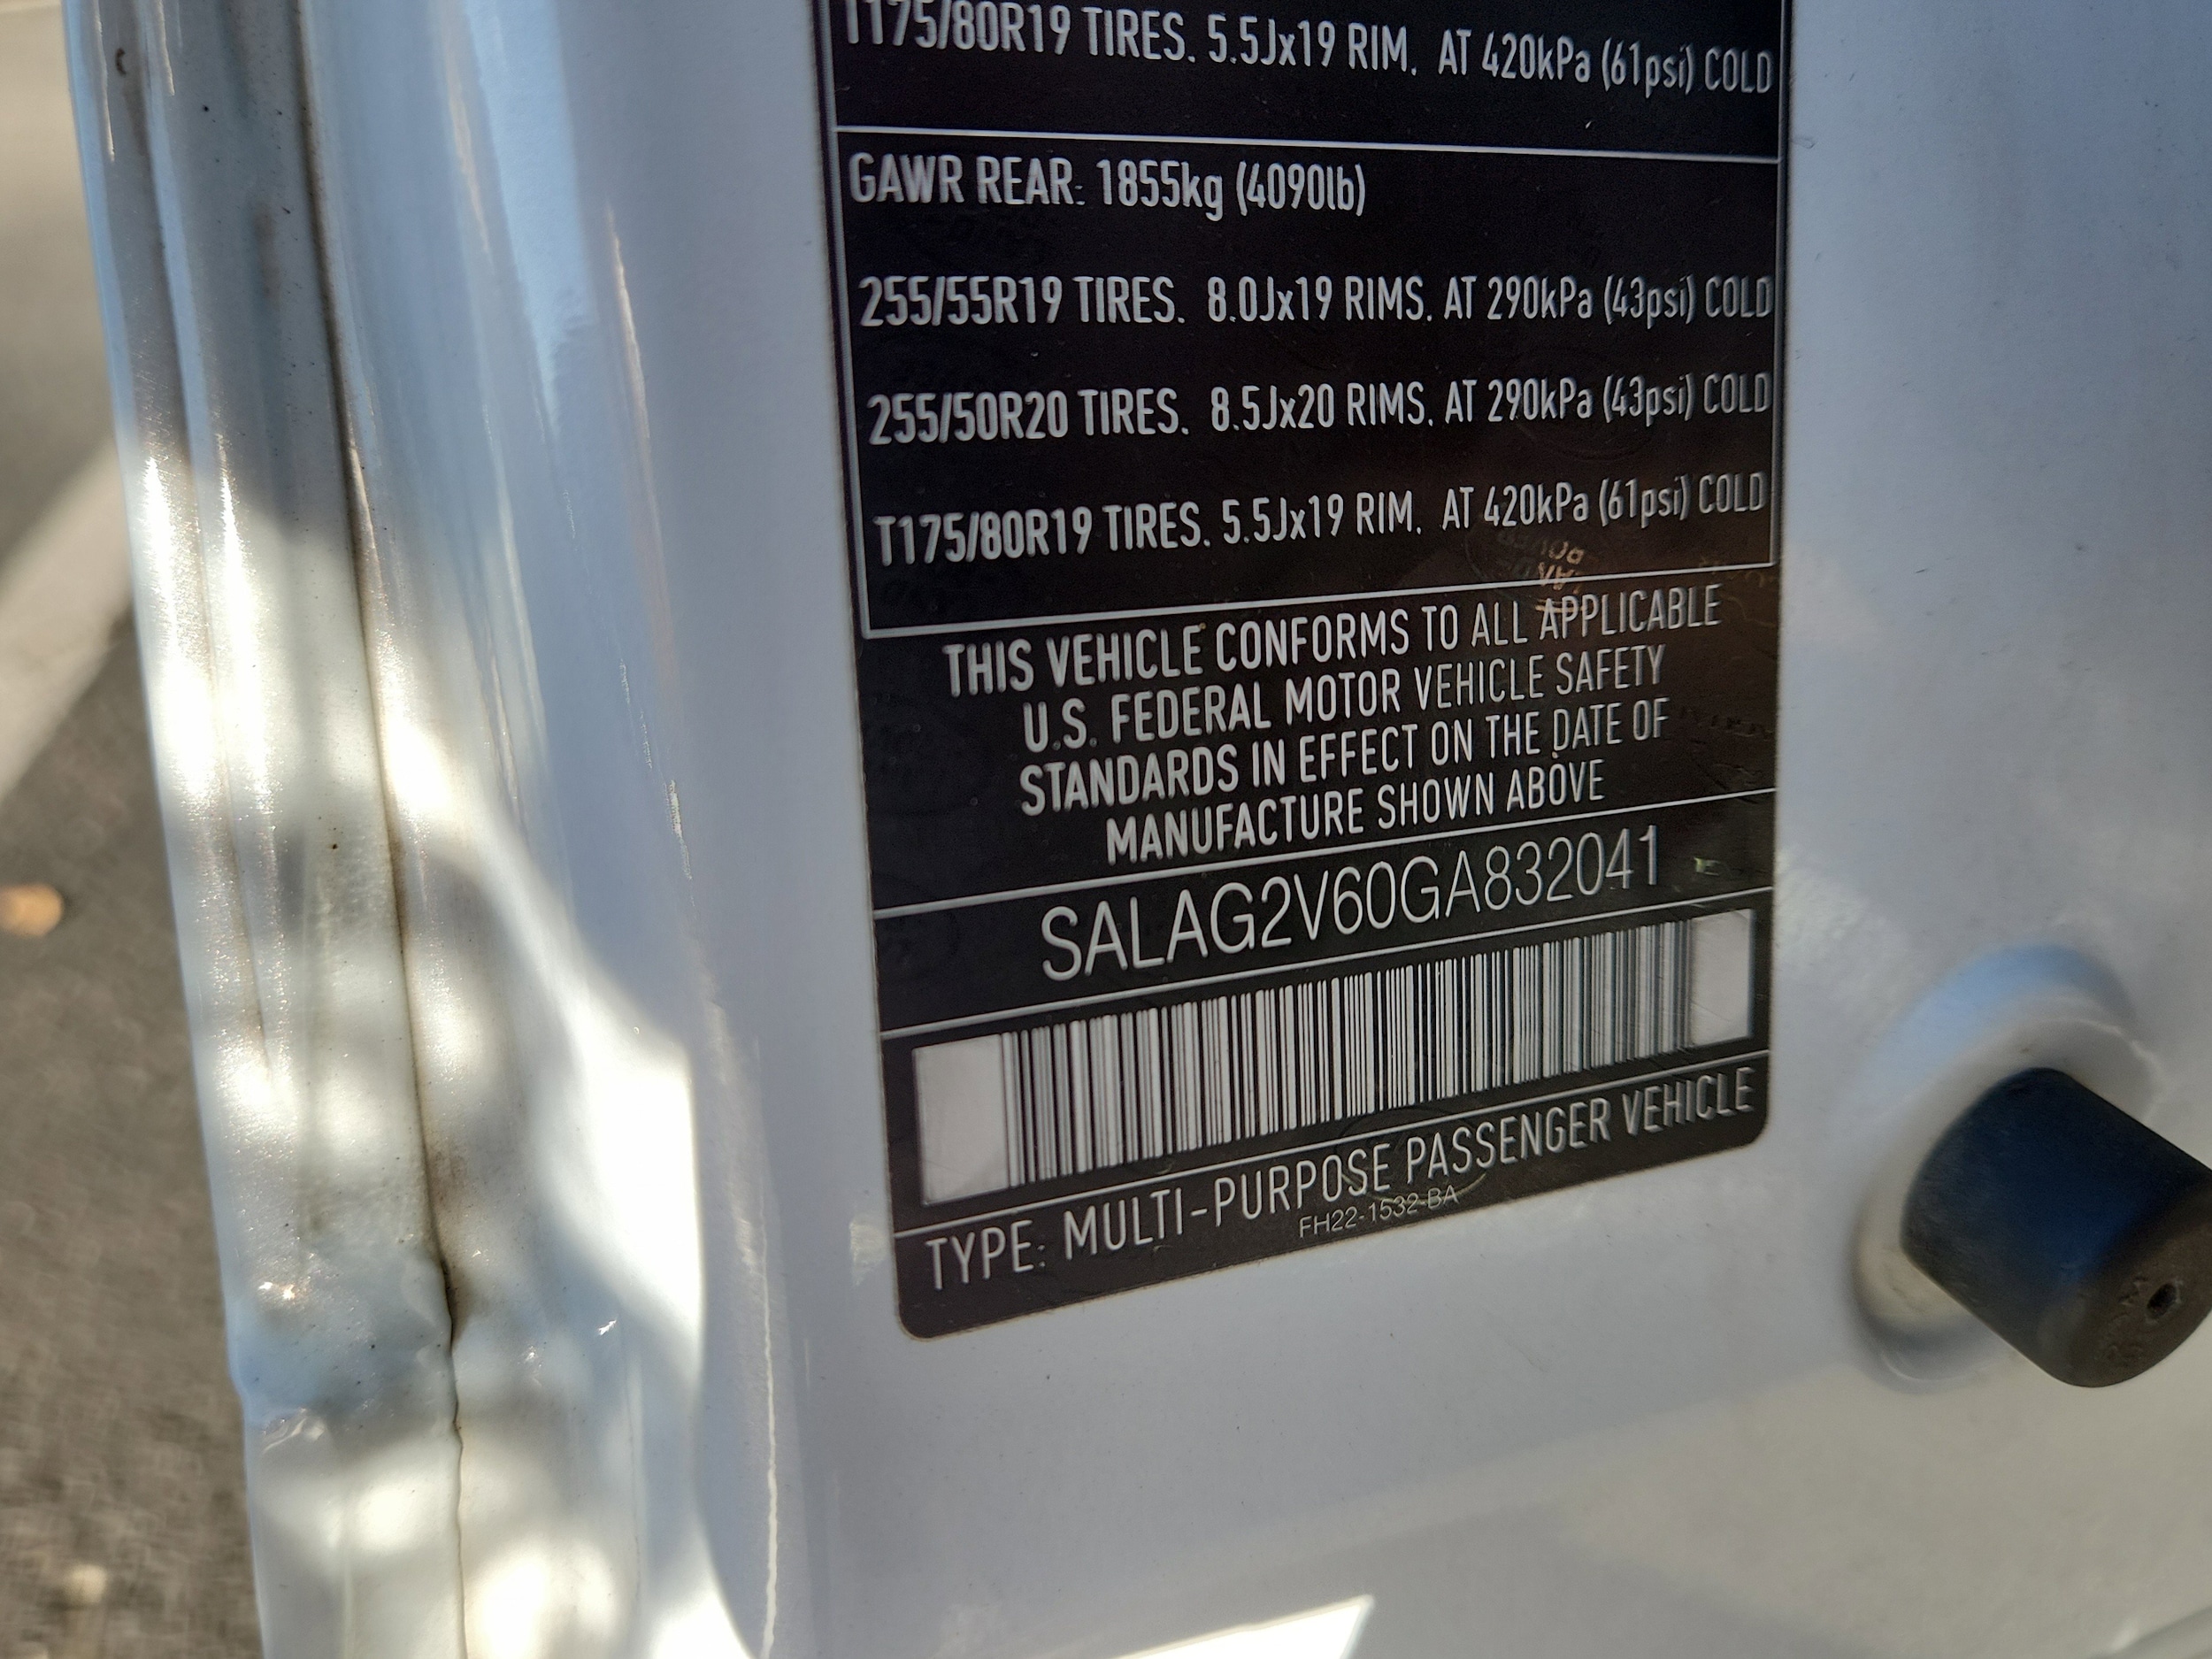 T175/80R19 TIRES. 5.5Jx19 RIM. AT 420kPa (61psi) COLD
GAWR REAR: 1855kg (4090lb)
255/55R19 TIRES. 8.0Jx19 RIMS. AT 290kPa (43psi) COLD
255/50R20 TIRES. 8.5Jx20 RIMS. AT 290kPa (43psi) COLD
T175/80R19 TIRES. 5.5Jx19 RIM. AT 420kPa (61psi) COLD
THIS VEHICLE CONFORMS TO ALL APPLICABLE
U.S. FEDERAL MOTOR VEHICLE SAFETY
STANDARDS IN EFFECT ON THE DATE OF
MANUFACTURE SHOWN ABOVE
SALAG2V60GA832041
TYPE: MULTI-PURPOSE PASSENGER VEHICLE
FH22-1532-BA